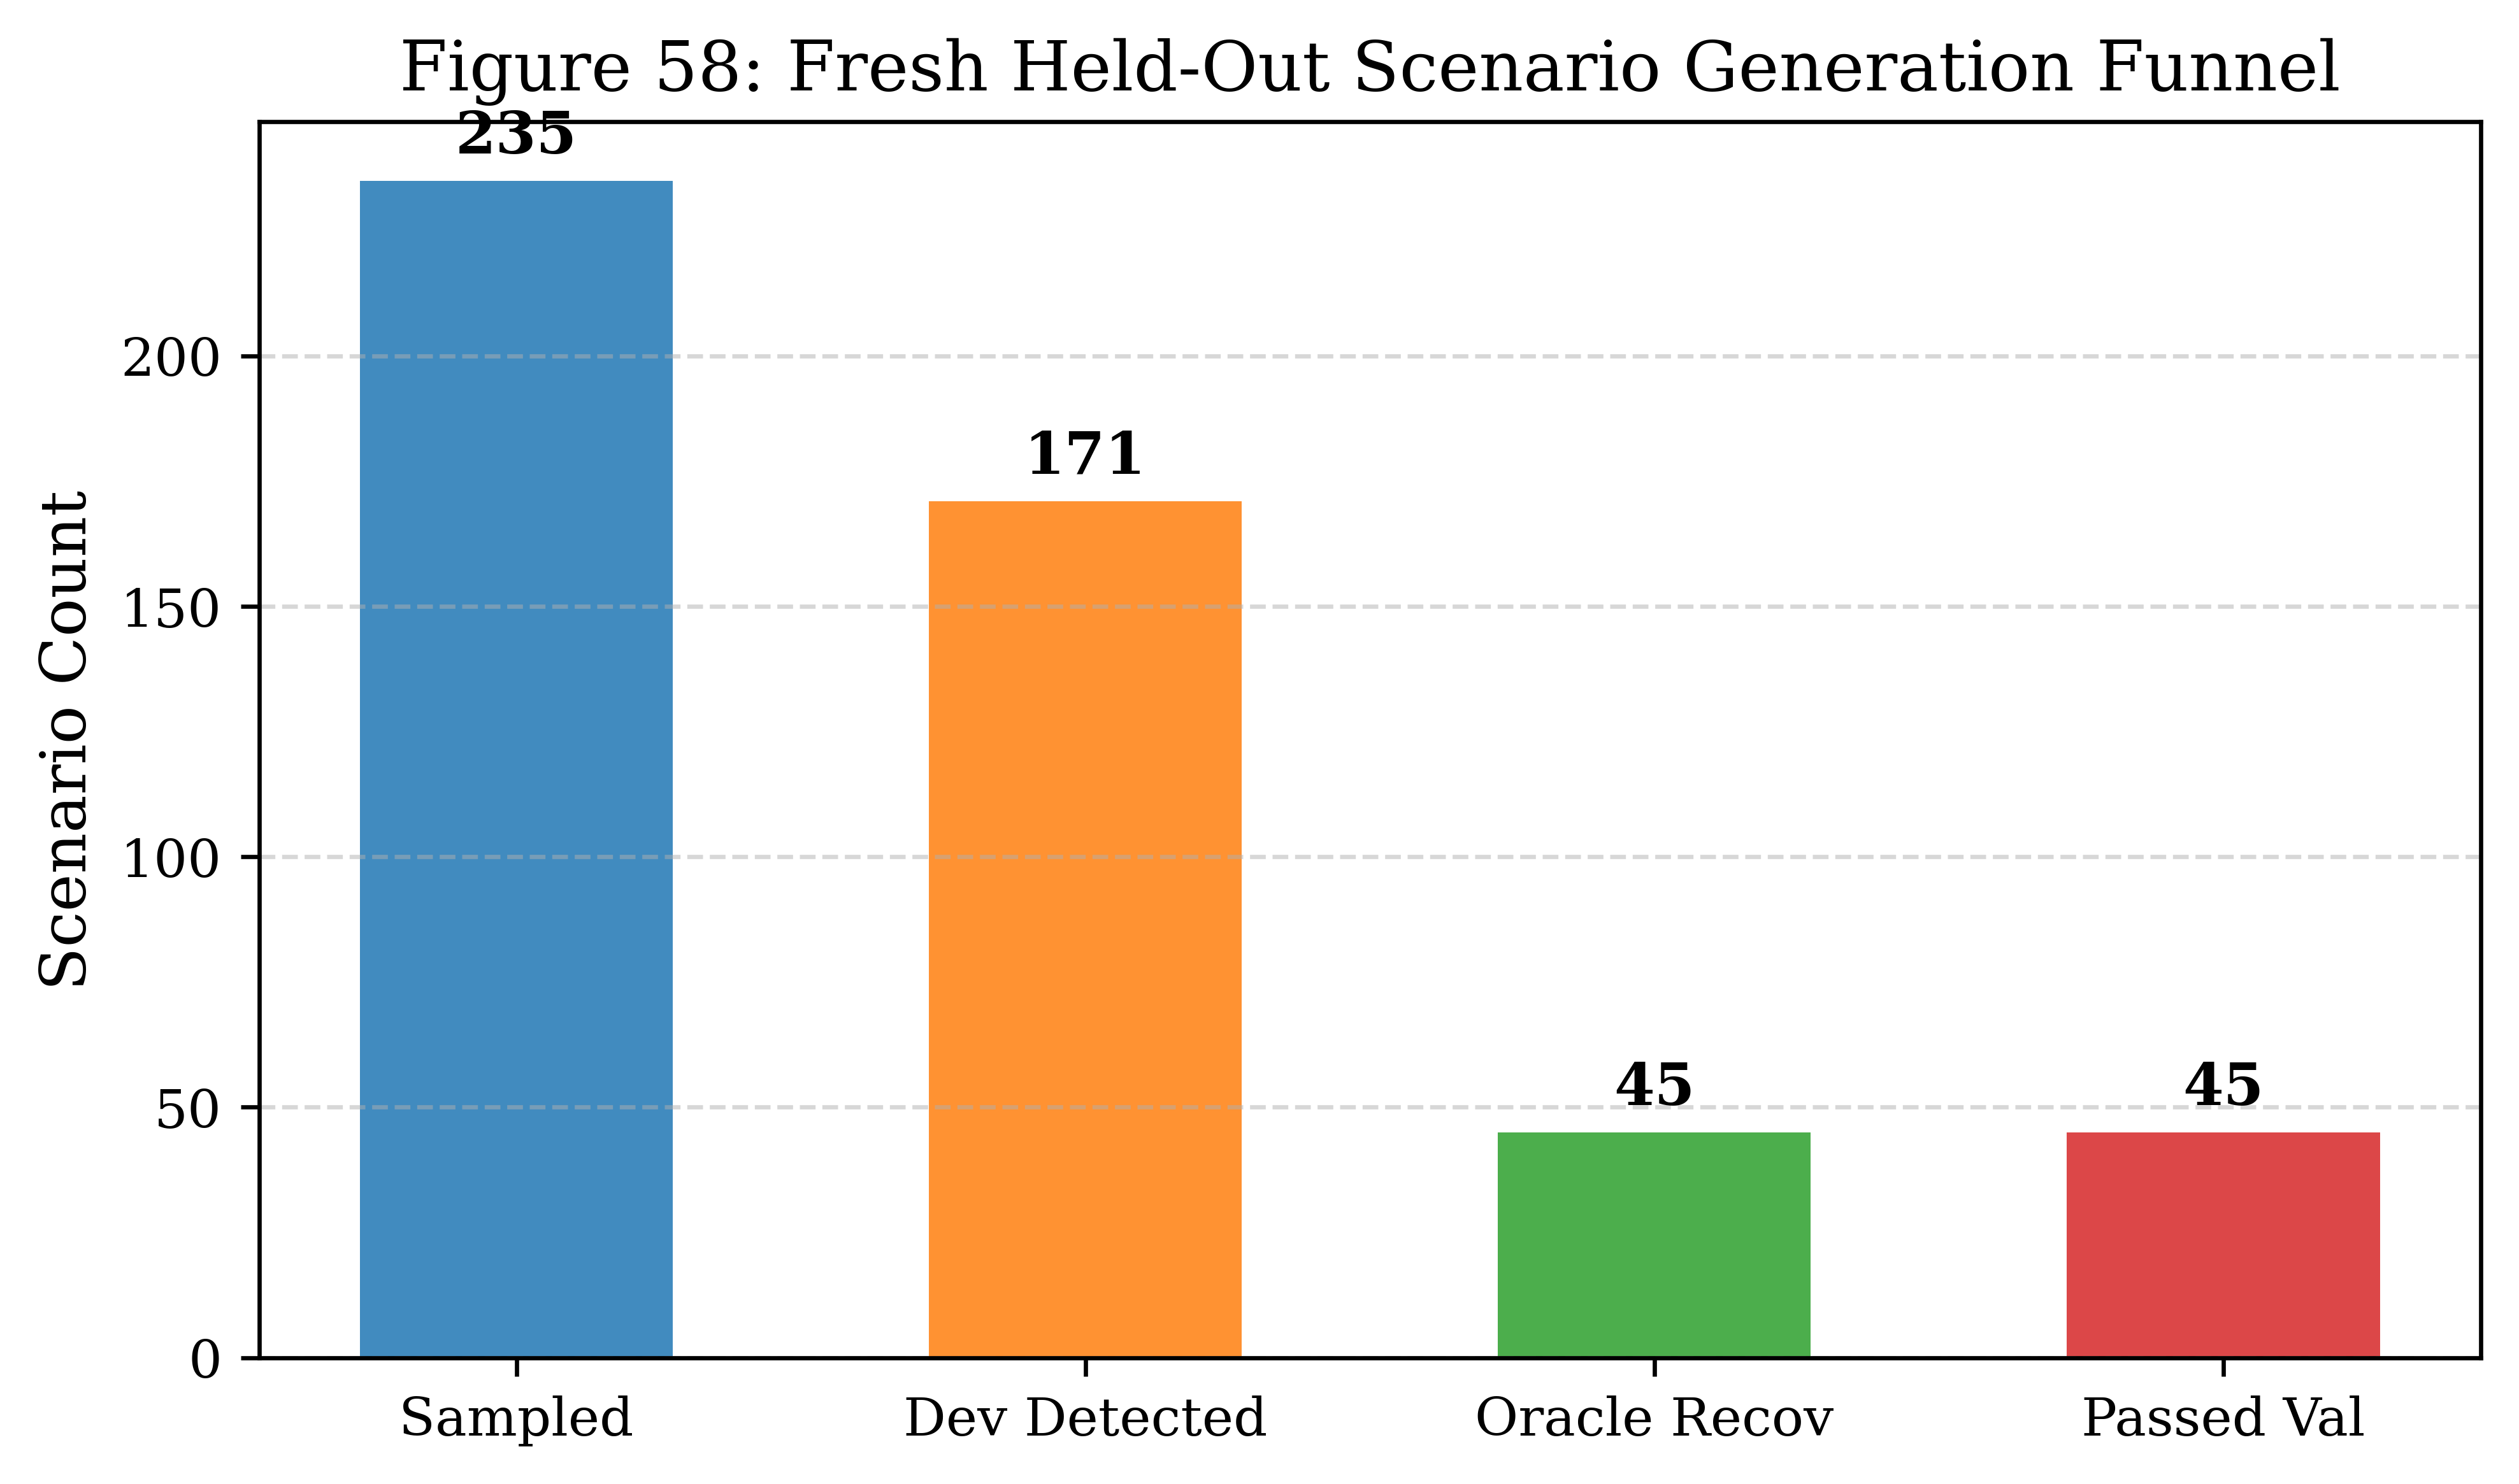 Figure 58: Fresh Held-Out Scenario Generation Funnel
235
171
45
45
200
150
100
50
0
Scenario Count
Sampled
Dev Detected
Oracle Recov
Passed Val